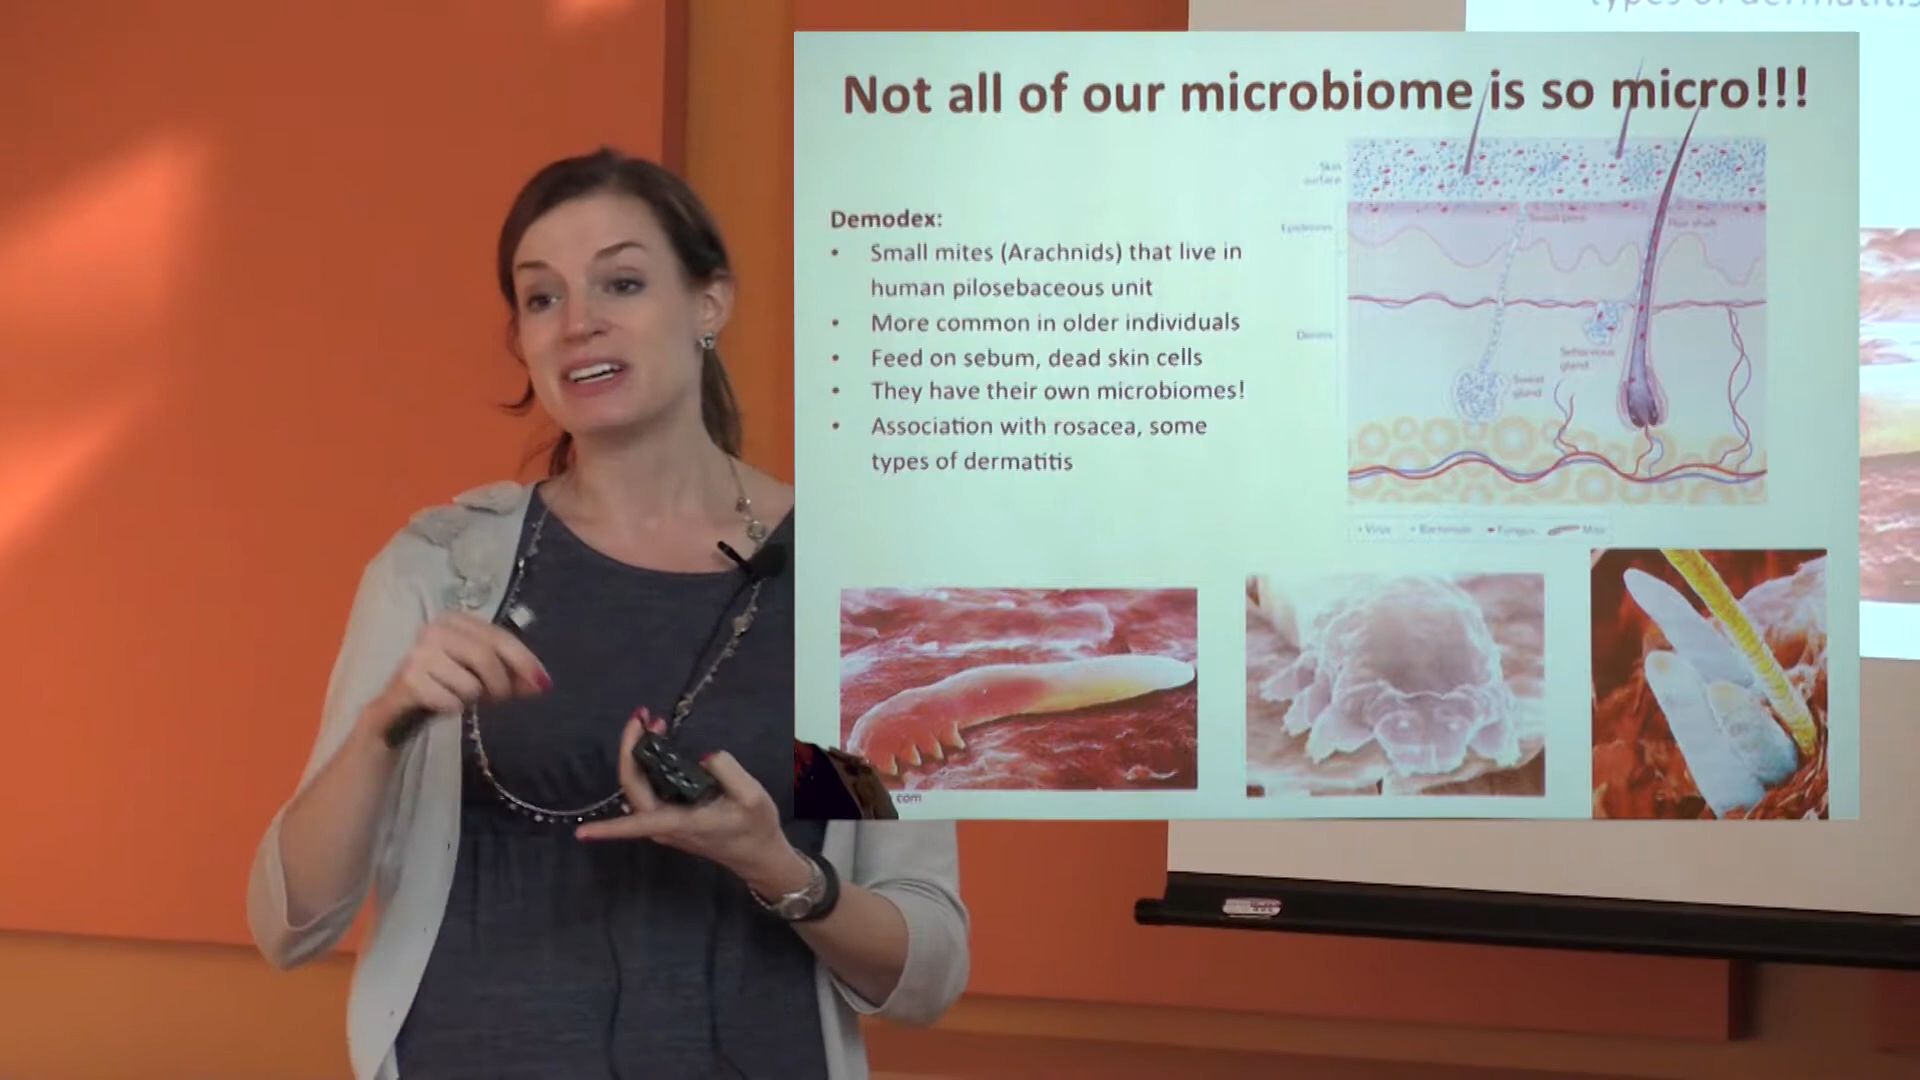 types of dermatitis
Not all of our microbiome is so micro!!!
Demodex:
• Small mites (Arachnids) that live in
human pilosebaceous unit
• More common in older individuals
• Feed on sebum, dead skin cells
• They have their own microbiomes!
• Association with rosacea, some
types of dermatitis
Skin
surface
Sweat pore
Hair shaft
Epidermis
Dermis
Sebaceous
gland
Sweat
gland
Virus Bacterium Fungus Mite
com